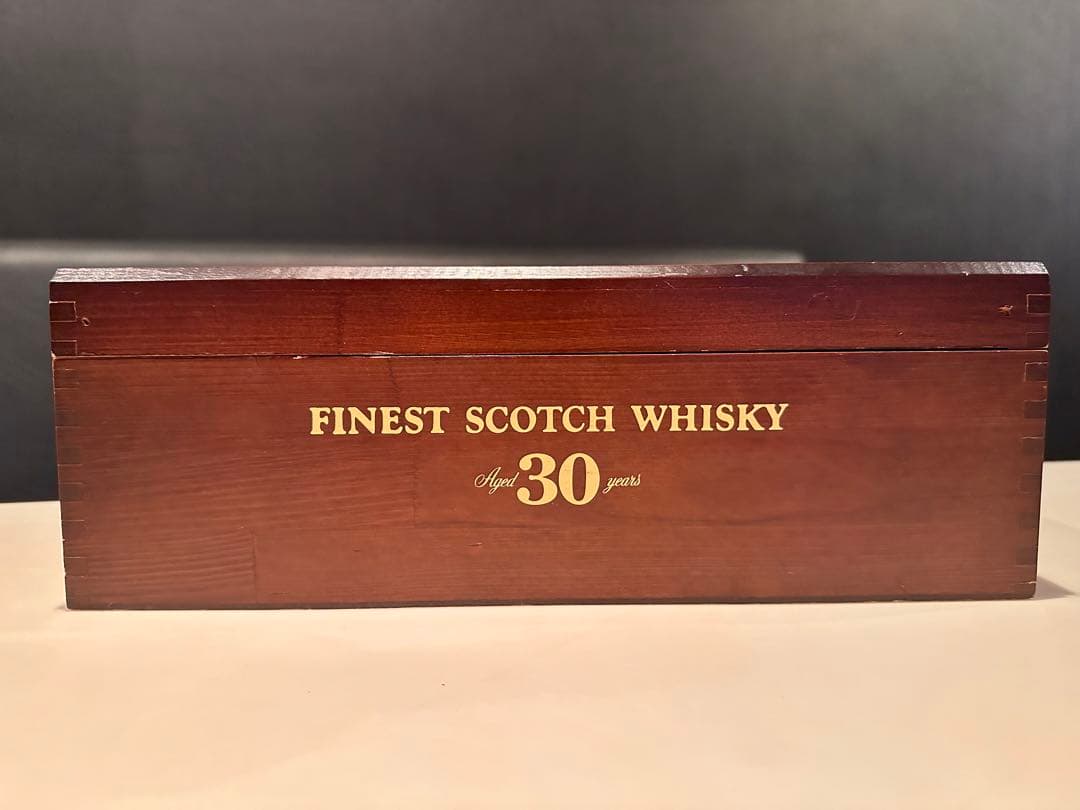 FINEST SCOTCH WHISKY
Aged 30 years